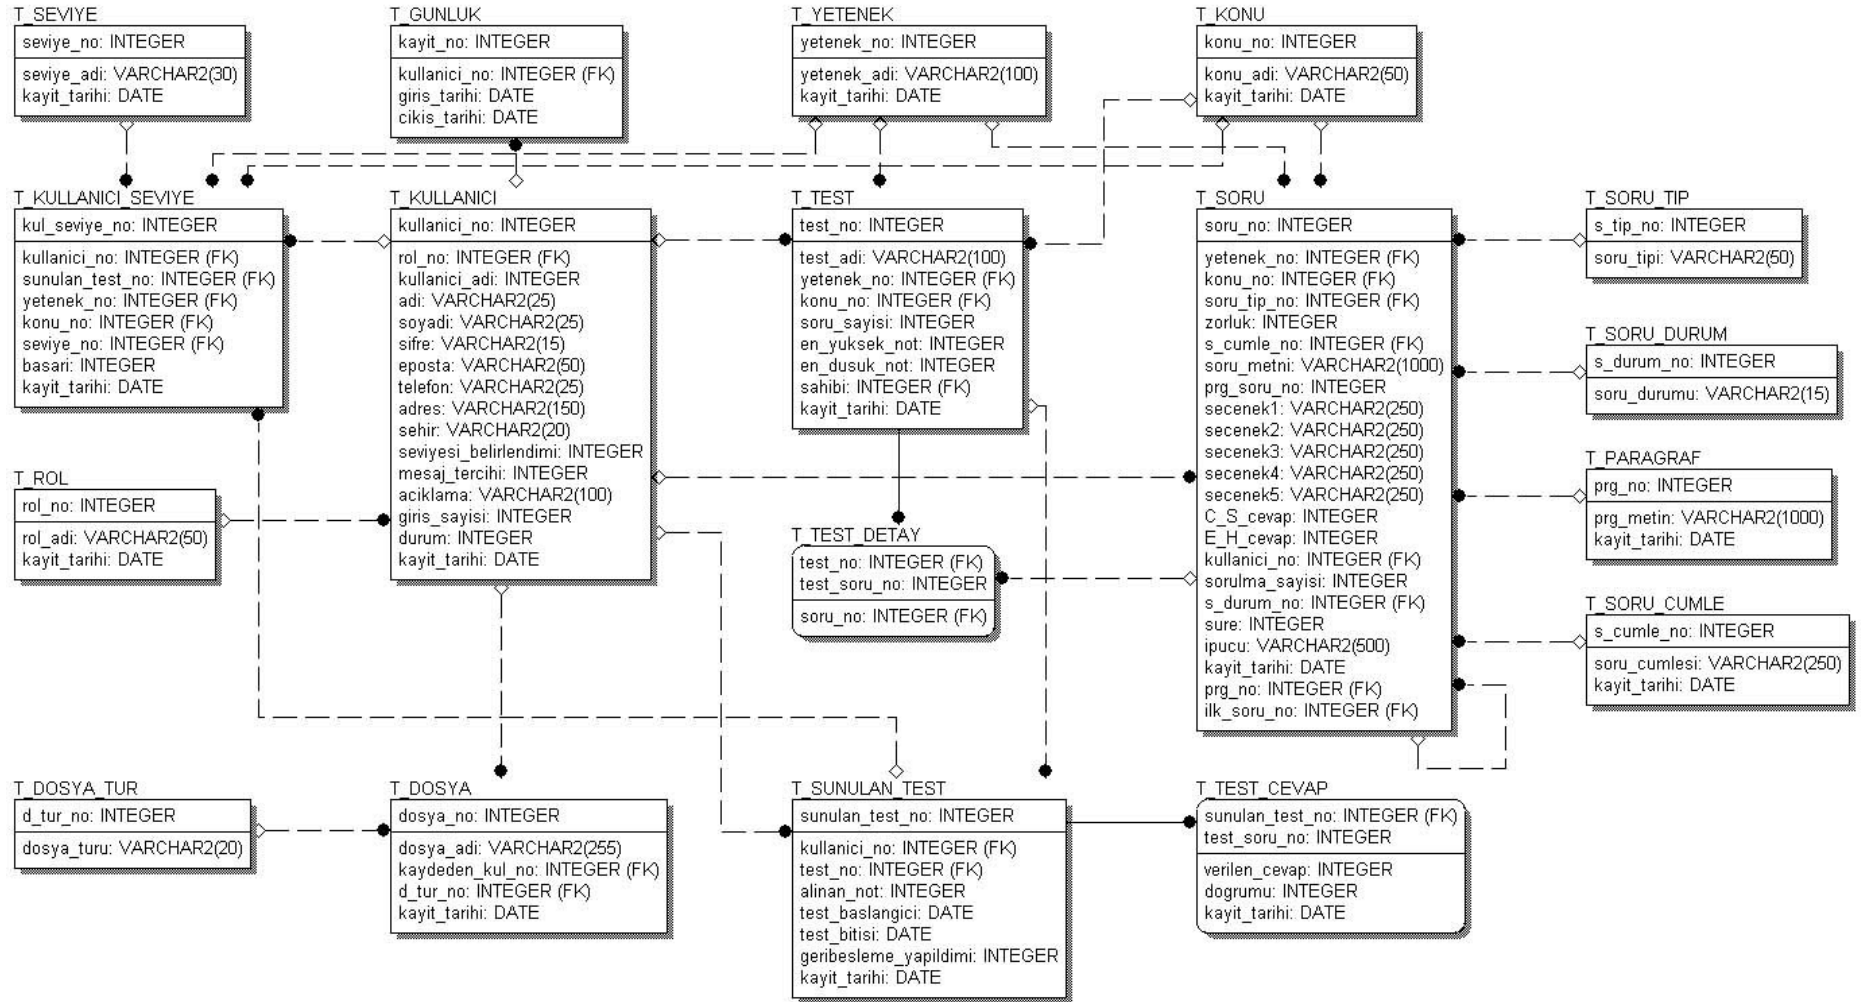 T_SEVIYE
seviye_no: INTEGER
seviye_adi: VARCHAR2(30)
kayit_tarihi: DATE
T_GUNLUK
kayit_no: INTEGER
kullanici_no: INTEGER (FK)
giris_tarihi: DATE
cikis_tarihi: DATE
T_YETENEK
yetenek_no: INTEGER
yetenek_adi: VARCHAR2(100)
kayit_tarihi: DATE
T_KONU
konu_no: INTEGER
konu_adi: VARCHAR2(50)
kayit_tarihi: DATE
T_KULLANICI_SEVIYE
kul_seviye_no: INTEGER
kullanici_no: INTEGER (FK)
sunulan_test_no: INTEGER (FK)
yetenek_no: INTEGER (FK)
konu_no: INTEGER (FK)
seviye_no: INTEGER (FK)
basari: INTEGER
kayit_tarihi: DATE
T_KULLANICI
kullanici_no: INTEGER
rol_no: INTEGER (FK)
kullanici_adi: INTEGER
adi: VARCHAR2(25)
soyadi: VARCHAR2(25)
sifre: VARCHAR2(15)
eposta: VARCHAR2(50)
telefon: VARCHAR2(25)
adres: VARCHAR2(150)
sehir: VARCHAR2(20)
seviyesi_belirlendimi: INTEGER
mesaj_tercihi: INTEGER
aciklama: VARCHAR2(100)
giris_sayisi: INTEGER
durum: INTEGER
kayit_tarihi: DATE
T_TEST
test_no: INTEGER
test_adi: VARCHAR2(100)
yetenek_no: INTEGER (FK)
konu_no: INTEGER (FK)
soru_sayisi: INTEGER
en_yuksek_not: INTEGER
en_dusuk_not: INTEGER
sahibi: INTEGER (FK)
kayit_tarihi: DATE
T_SORU
soru_no: INTEGER
yetenek_no: INTEGER (FK)
konu_no: INTEGER (FK)
soru_tip_no: INTEGER (FK)
zorluk: INTEGER
s_cumle_no: INTEGER (FK)
soru_metni: VARCHAR2(1000)
prg_soru_no: INTEGER
secenek1: VARCHAR2(250)
secenek2: VARCHAR2(250)
secenek3: VARCHAR2(250)
secenek4: VARCHAR2(250)
secenek5: VARCHAR2(250)
C_S_cevap: INTEGER
E_H_cevap: INTEGER
kullanici_no: INTEGER (FK)
sorulma_sayisi: INTEGER
s_durum_no: INTEGER (FK)
sure: INTEGER
ipucu: VARCHAR2(500)
kayit_tarihi: DATE
prg_no: INTEGER (FK)
ilk_soru_no: INTEGER (FK)
T_SORU_TIP
s_tip_no: INTEGER
soru_tipi: VARCHAR2(50)
T_SORU_DURUM
s_durum_no: INTEGER
soru_durumu: VARCHAR2(15)
T_PARAGRAF
prg_no: INTEGER
prg_metin: VARCHAR2(1000)
kayit_tarihi: DATE
T_SORU_CUMLE
s_cumle_no: INTEGER
soru_cumlesi: VARCHAR2(250)
kayit_tarihi: DATE
T_ROL
rol_no: INTEGER
rol_adi: VARCHAR2(50)
kayit_tarihi: DATE
T_TEST_DETAY
test_no: INTEGER (FK)
test_soru_no: INTEGER
soru_no: INTEGER (FK)
T_DOSYA_TUR
d_tur_no: INTEGER
dosya_turu: VARCHAR2(20)
T_DOSYA
dosya_no: INTEGER
dosya_adi: VARCHAR2(255)
kaydeden_kul_no: INTEGER (FK)
d_tur_no: INTEGER (FK)
kayit_tarihi: DATE
T_SUNULAN_TEST
sunulan_test_no: INTEGER
kullanici_no: INTEGER (FK)
test_no: INTEGER (FK)
alinan_not: INTEGER
test_baslangici: DATE
test_bitisi: DATE
geribesleme_yapildimi: INTEGER
kayit_tarihi: DATE
T_TEST_CEVAP
sunulan_test_no: INTEGER (FK)
test_soru_no: INTEGER
verilen_cevap: INTEGER
dogrumu: INTEGER
kayit_tarihi: DATE